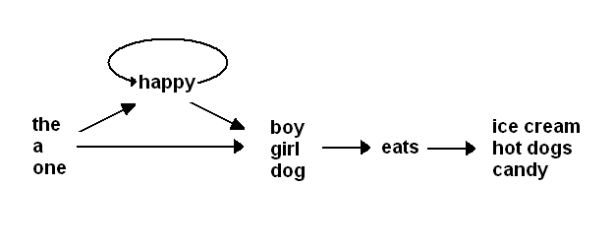 happy
the
a
one
boy
girl
dog
eats
ice cream
hot dogs
candy